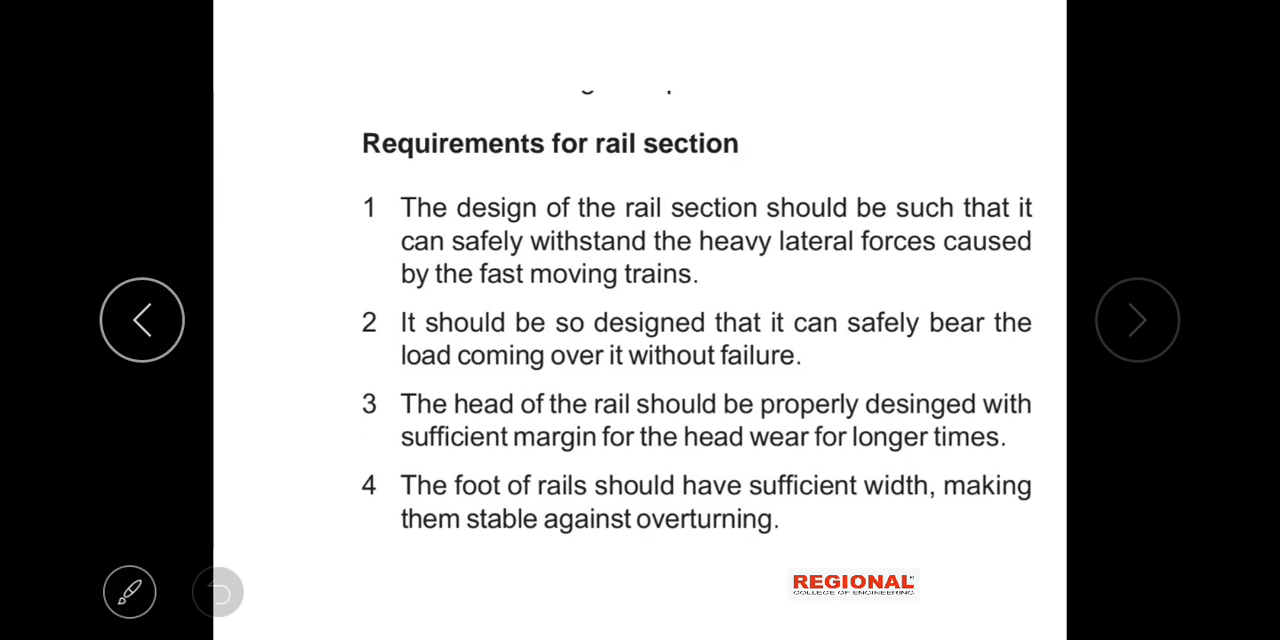 Requirements for rail section
1 The design of the rail section should be such that it
can safely withstand the heavy lateral forces caused
by the fast moving trains.
2 It should be so designed that it can safely bear the
load coming over it without failure.
3 The head of the rail should be properly desinged with
sufficient margin for the head wear for longer times.
4 The foot of rails should have sufficient width, making
them stable against overturning.
REGIONAL
COLLEGE OF ENGINEERING